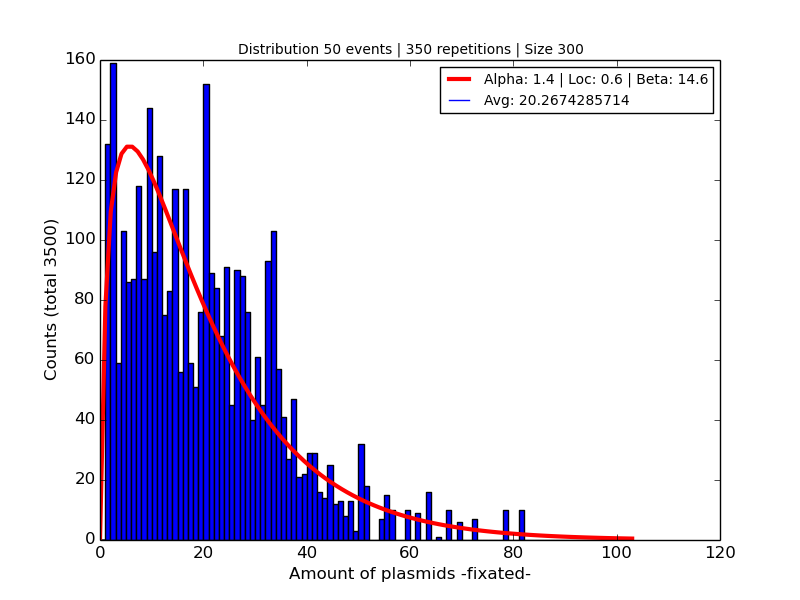 Distribution 50 events | 350 repetitions | Size 300
Alpha: 1.4 | Loc: 0.6 | Beta: 14.6
Avg: 20.2674285714
160
140
120
100
80
60
40
20
0
Counts (total 3500)
0 20 40 60 80 100 120
Amount of plasmids -fixated-